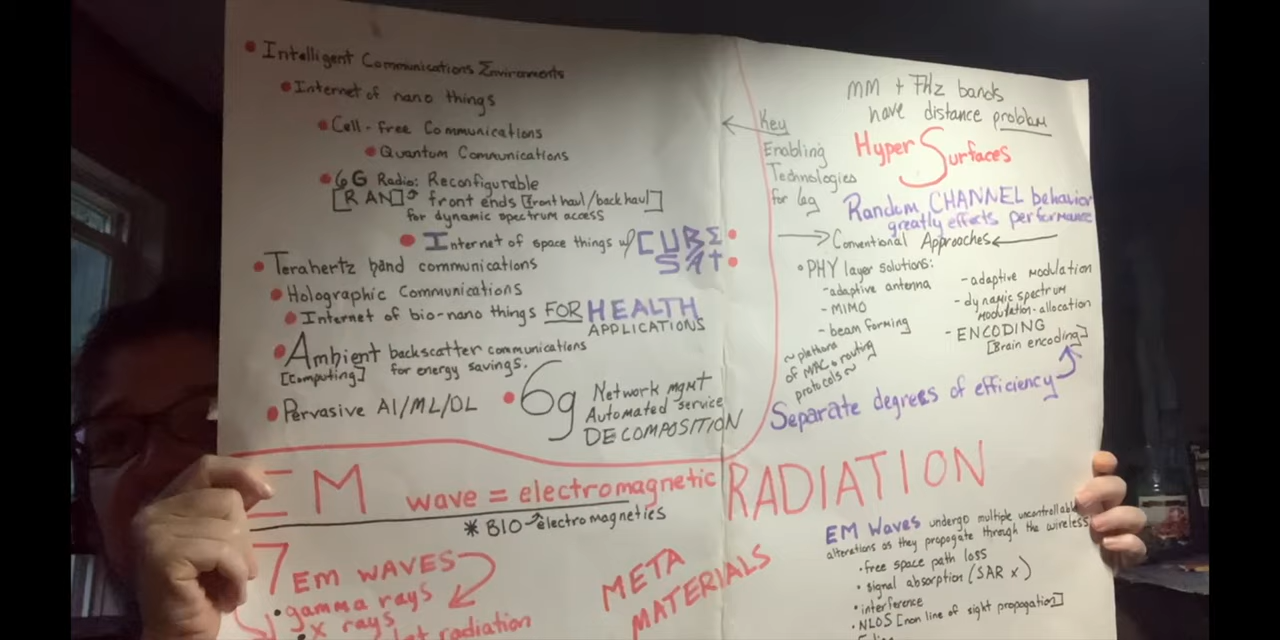 • Intelligent Communications Environments
• Internet of nano things
• Cell-free Communications
• Quantum Communications
• 6G Radio: Reconfigurable
[RAN] front ends [front haul/back haul]
for dynamic spectrum access
• Internet of space things w/ CUBE
SAT
• Terahertz band communications
• Holographic Communications
• Internet of bio-nano things FOR HEALTH
APPLICATIONS
• Ambient backscatter communications
[Computing] for energy savings.
• Pervasive AI/ML/DL
• 6g Network mgmt
Automated service
DECOMPOSITION
Key
Enabling
Technologies
for 6g
MM + THz bands
have distance problem
Hyper Surfaces
Random CHANNEL behavior
greatly effects performance
Conventional Approaches
• PHY layer solutions:
- adaptive antenna
- MIMO
- beam forming
~ plethora
of MAC + routing
protocols ~
- adaptive modulation
- dynamic spectrum
modulation-allocation
- ENCODING
[Brain encoding]
Separate degrees of efficiency
EM wave = electromagnetic RADIATION
* BIO electromagnetics
7 EM WAVES
• gamma rays
• x rays
radiation
META
MATERIALS
EM Waves undergo multiple uncontrollable
alterations as they propogate through the wireless
• free space path loss
• signal absorption (SAR x)
• interference
• NLOS [non line of sight propagation]